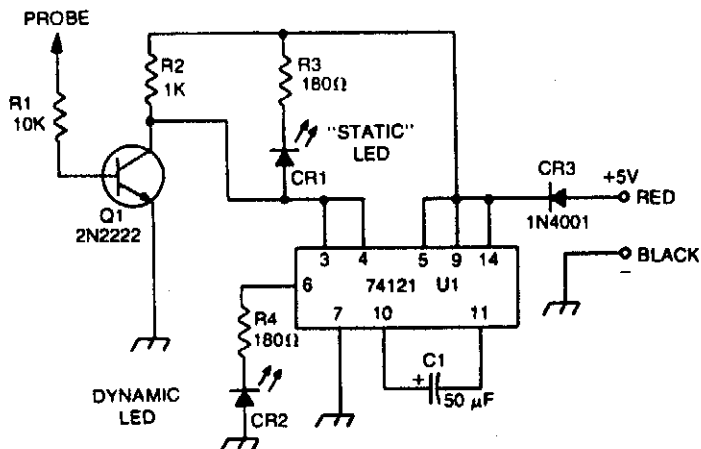 PROBE
R1
10K
R2
1K
R3
180Ω
"STATIC"
LED
CR1
Q1
2N2222
CR3
1N4001
+5V
RED
BLACK
−
3
4
5
9
14
6
74121
U1
7
10
11
R4
180Ω
DYNAMIC
LED
CR2
C1
+
50 μF